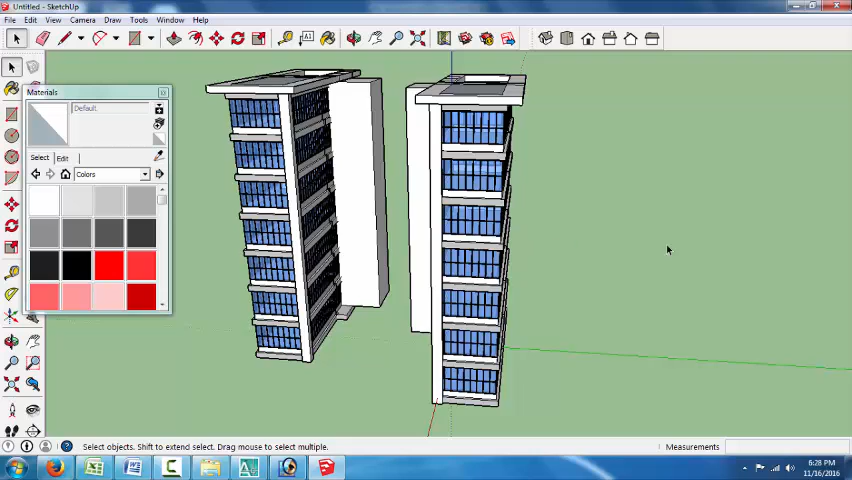 Untitled - SketchUp
File Edit View Camera Draw Tools Window Help
Materials
Default
Select Edit
Colors
Select objects. Shift to extend select. Drag mouse to select multiple.
Measurements
6:28 PM
11/16/2016